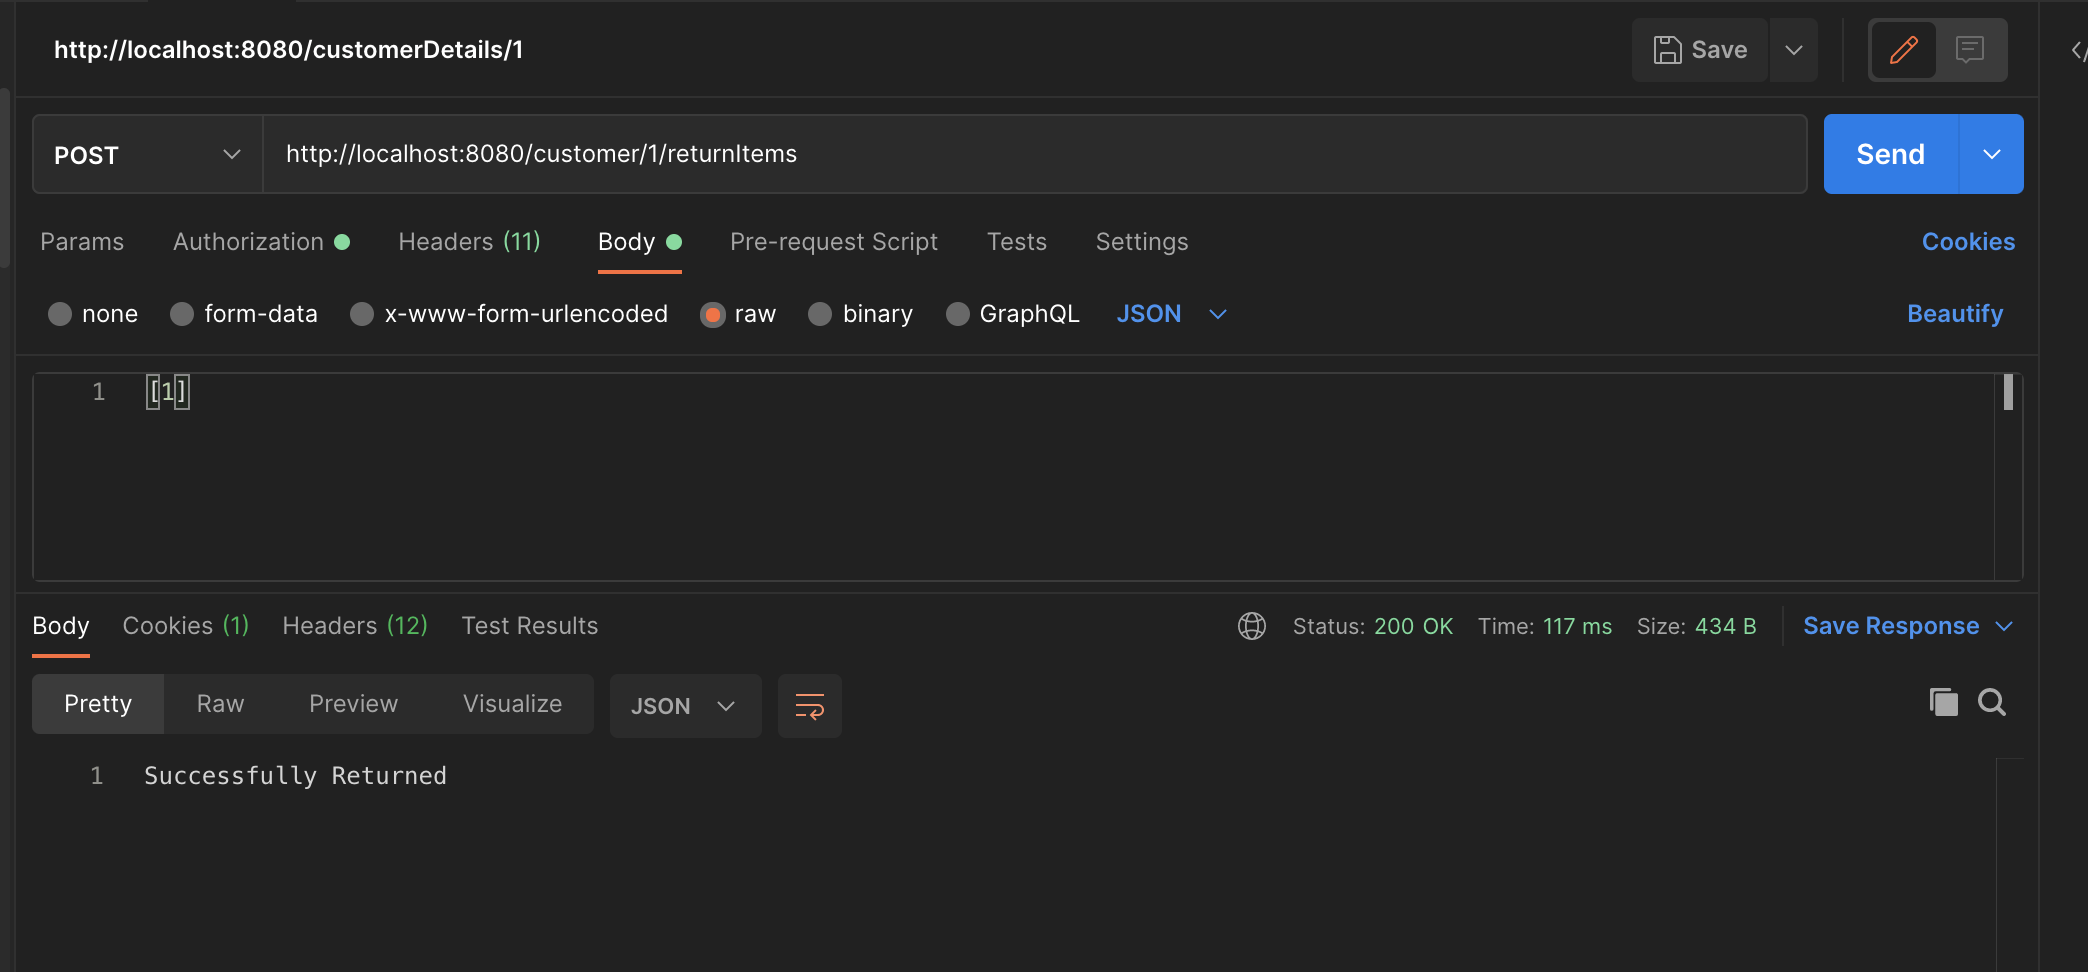 http://localhost:8080/customerDetails/1
Save
POST
http://localhost:8080/customer/1/returnItems
Send
Params Authorization Headers (11) Body Pre-request Script Tests Settings Cookies
none form-data x-www-form-urlencoded raw binary GraphQL JSON Beautify
1 [1]
Body Cookies (1) Headers (12) Test Results Status: 200 OK Time: 117 ms Size: 434 B Save Response
Pretty Raw Preview Visualize JSON
1 Successfully Returned